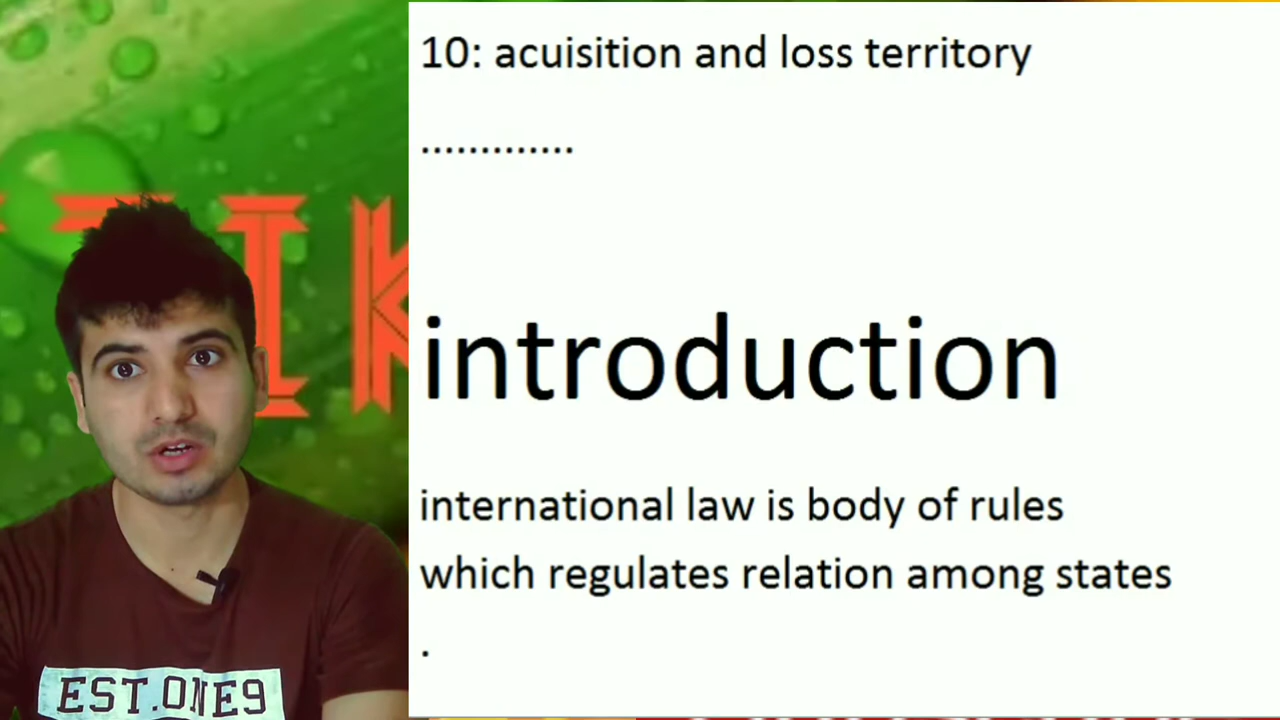 10: acuisition and loss territory
.............
introduction
international law is body of rules
which regulates relation among states
.
EST.ONE9